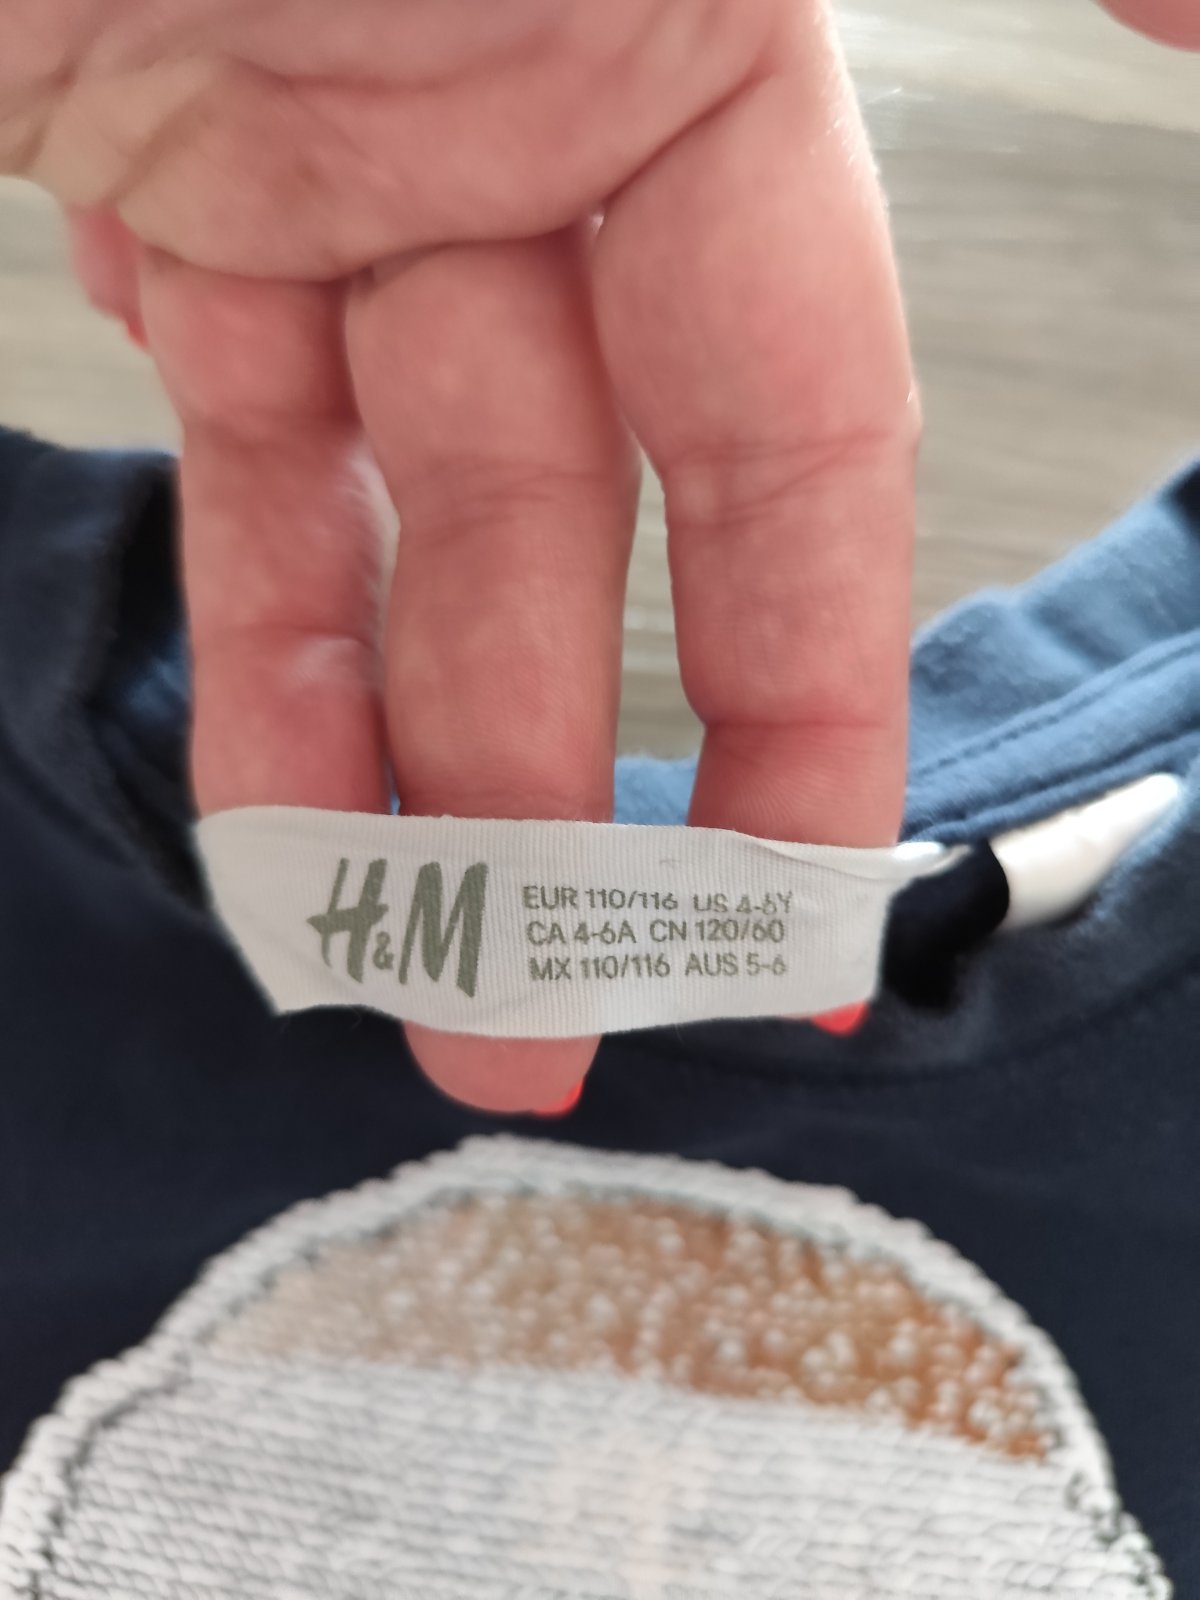 H&M
EUR 110/116 US 4-6Y
CA 4-6A CN 120/60
MX 110/116 AUS 5-6